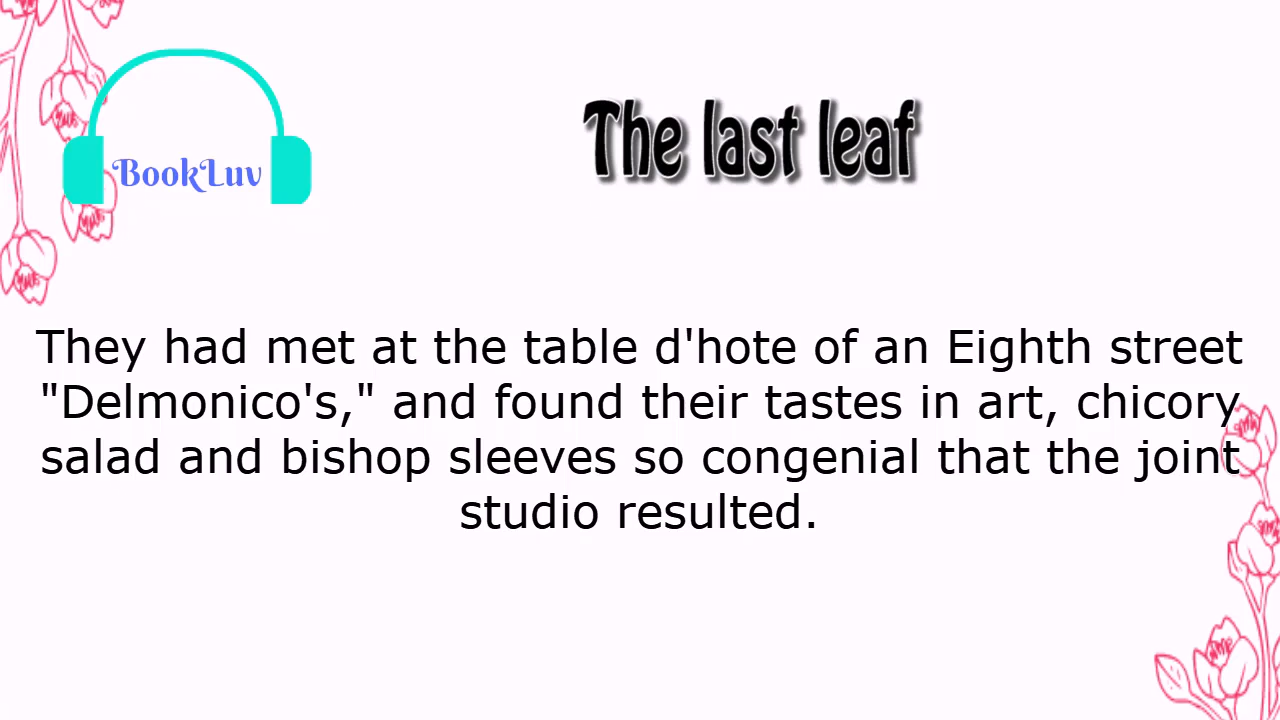 BookLuv
The last leaf
They had met at the table d'hote of an Eighth street
"Delmonico's," and found their tastes in art, chicory
salad and bishop sleeves so congenial that the joint
studio resulted.